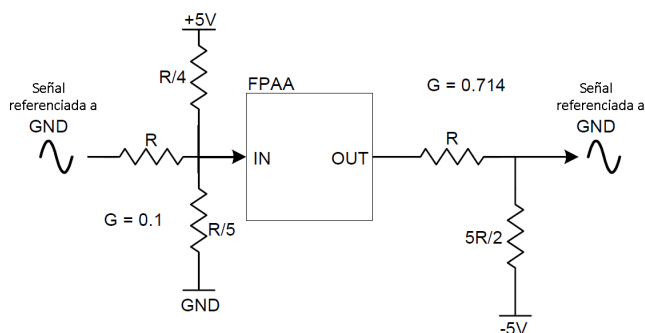 +5V
R/4
FPAA
G = 0.714
Señal
referenciada a
GND
R
IN
OUT
R
Señal
referenciada a
GND
G = 0.1
R/5
5R/2
GND
-5V